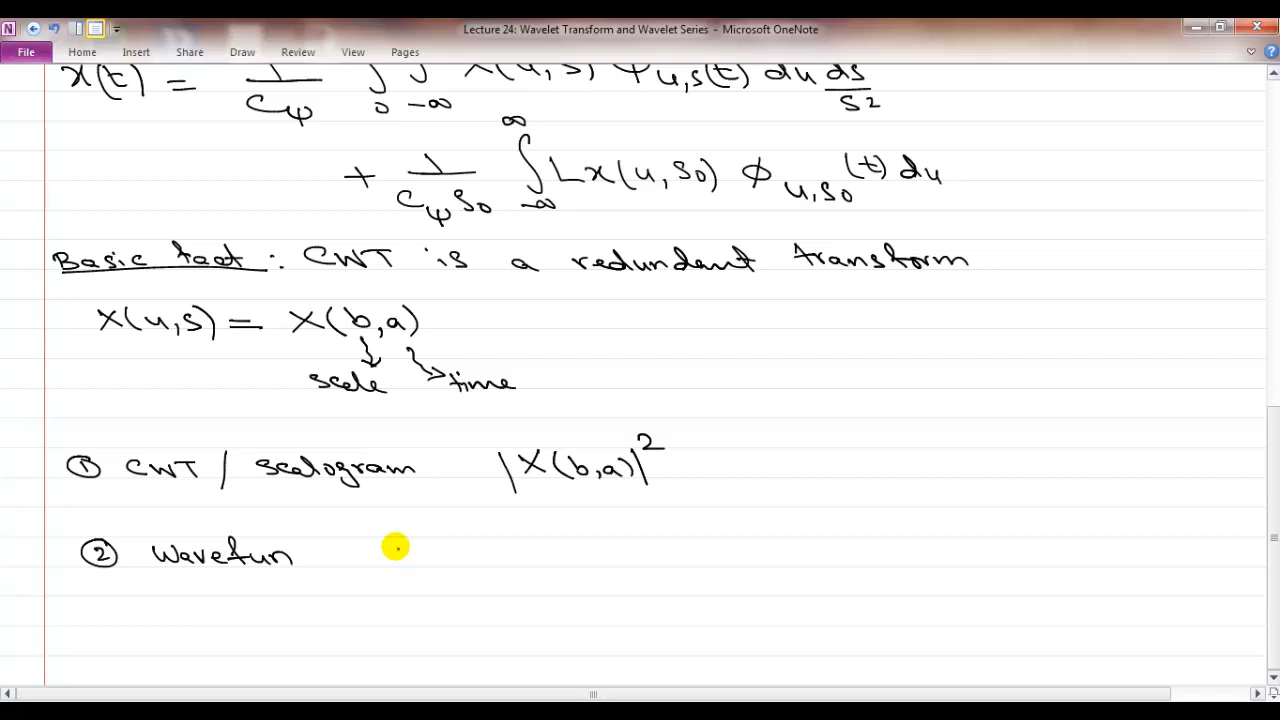 Lecture 24: Wavelet Transform and Wavelet Series - Microsoft OneNote
File Home Insert Share Draw Review View Pages
x(t) = 1/Cψ ∫0 ∫-∞ X(u,s) ψu,s(t) du ds/s2
+ 1/Cψ s0 ∫-∞^∞ Lx(u,s0) ϕu,s0(t) du
Basic fact: CWT is a redundant transform
X(u,s) = X(b,a)
scale time
① CWT / scalogram |X(b,a)|2
② Wavefun